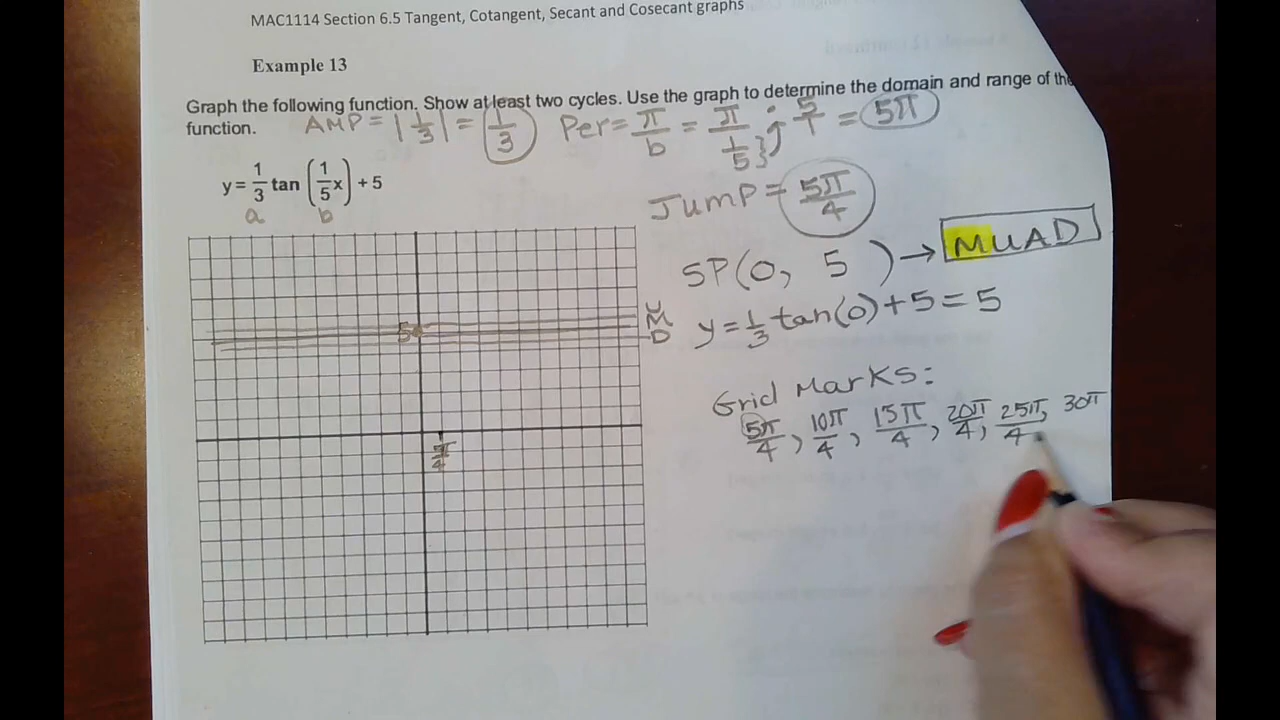 MAC1114 Section 6.5 Tangent, Cotangent, Secant and Cosecant graphs
Example 13
Graph the following function. Show at least two cycles. Use the graph to determine the domain and range of the
function.
AMP = |1/3| = 1/3 Per = π/b = π/(1/5) } ; 5/1 = 5π
y = 1/3 tan (1/5 x) + 5
a b
Jump = 5π/4
SP(0, 5) → MUAD
y = 1/3 tan(0) + 5 = 5
U
M
D
5
π/4
Grid Marks:
5π/4, 10π/4, 15π/4, 20π/4, 25π/4, 30π